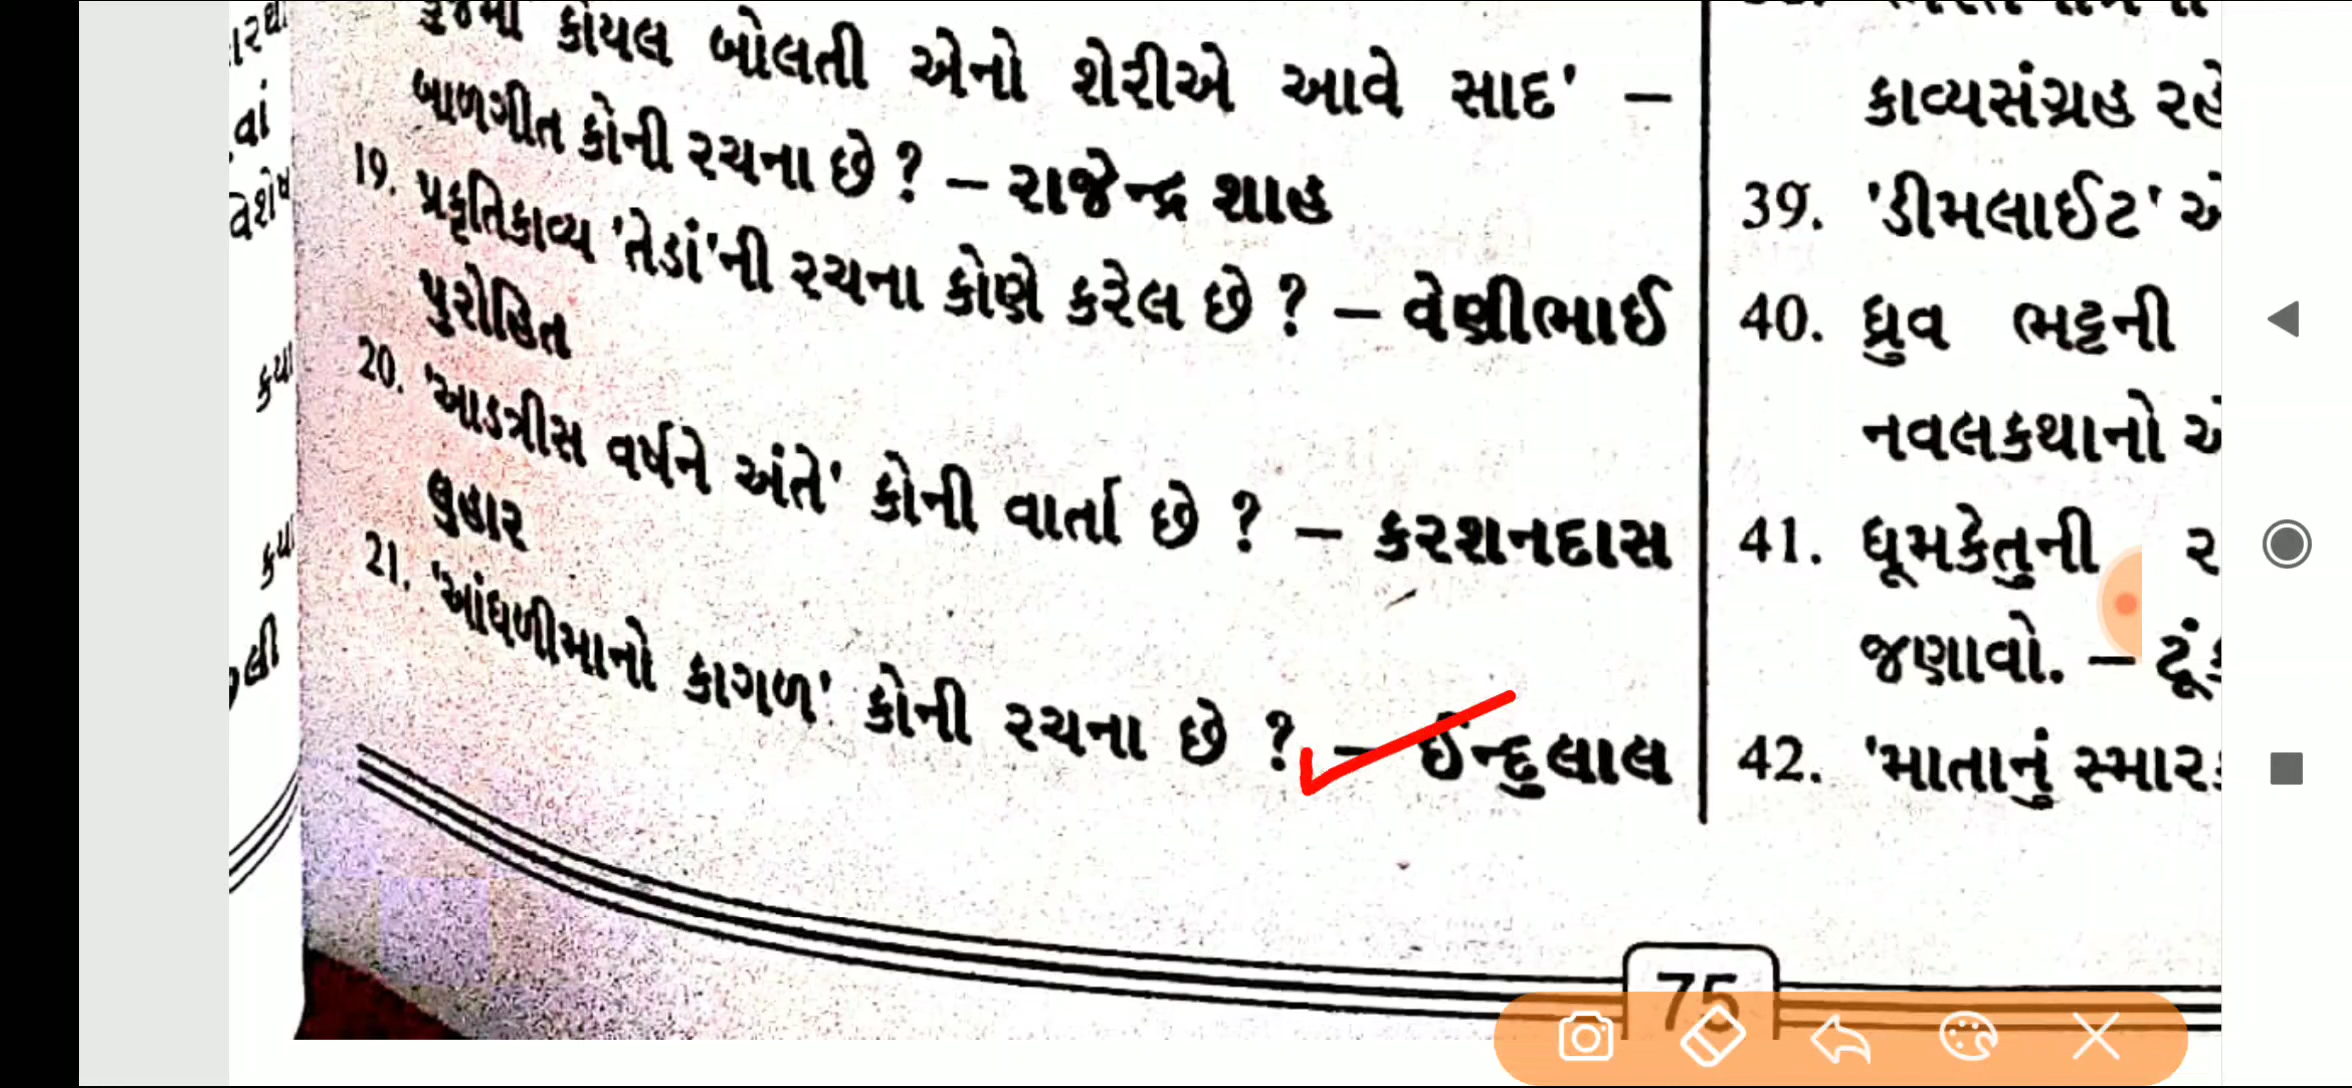 કોયલ બોલતી એનો શેરીએ આવે સાદ' –
બાળગીત કોની રચના છે ? – રાજેન્દ્ર શાહ
19. પ્રકૃતિકાવ્ય 'તેડાં'ની રચના કોણે કરેલ છે ? – વેણીભાઈ
પુરોહિત
20. 'આડત્રીસ વર્ષને અંતે' કોની વાર્તા છે ? – કરશનદાસ
લુહાર
21. 'આંધળીમાનો કાગળ' કોની રચના છે ? – ઈન્દુલાલ
કાવ્યસંગ્રહ
39. 'ડીમલાઈટ'
40. ધ્રુવ ભટ્ટની
નવલકથાનો
41. ધૂમકેતુની
જણાવો. –
42. 'માતાનું
75